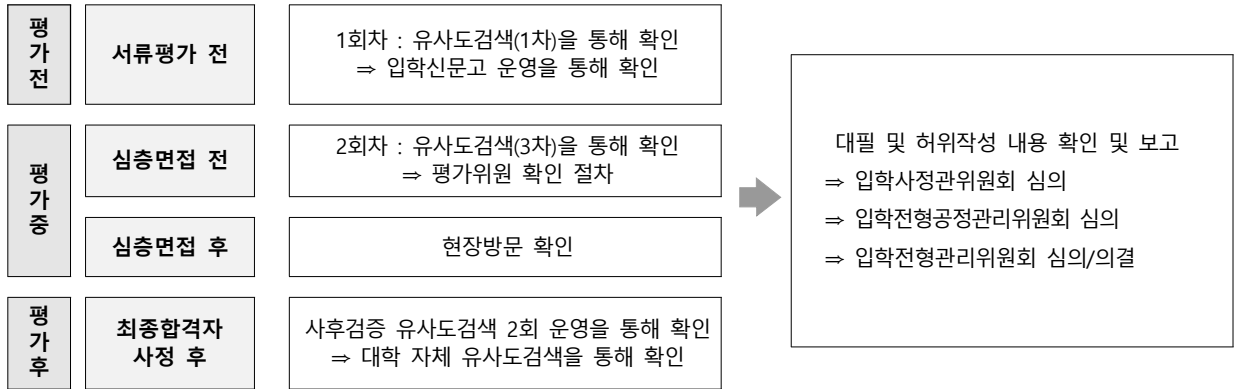 평가전
서류평가 전
1회차 : 유사도검색(1차)을 통해 확인
⇒ 입학신문고 운영을 통해 확인
평가중
심층면접 전
2회차 : 유사도검색(3차)을 통해 확인
⇒ 평가위원 확인 절차
심층면접 후
현장방문 확인
평가후
최종합격자
사정 후
사후검증 유사도검색 2회 운영을 통해 확인
⇒ 대학 자체 유사도검색을 통해 확인
대필 및 허위작성 내용 확인 및 보고
⇒ 입학사정관위원회 심의
⇒ 입학전형공정관리위원회 심의
⇒ 입학전형관리위원회 심의/의결